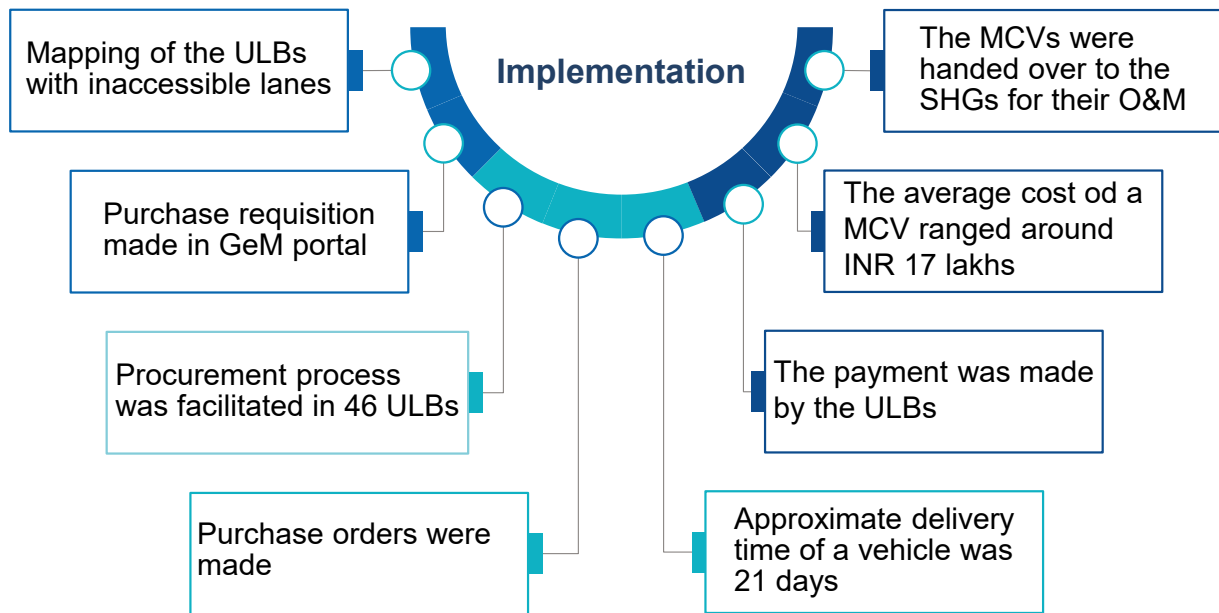 Implementation
Mapping of the ULBs
with inaccessible lanes
Purchase requisition
made in GeM portal
Procurement process
was facilitated in 46 ULBs
Purchase orders were
made
Approximate delivery
time of a vehicle was
21 days
The payment was made
by the ULBs
The average cost od a
MCV ranged around
INR 17 lakhs
The MCVs were
handed over to the
SHGs for their O&M